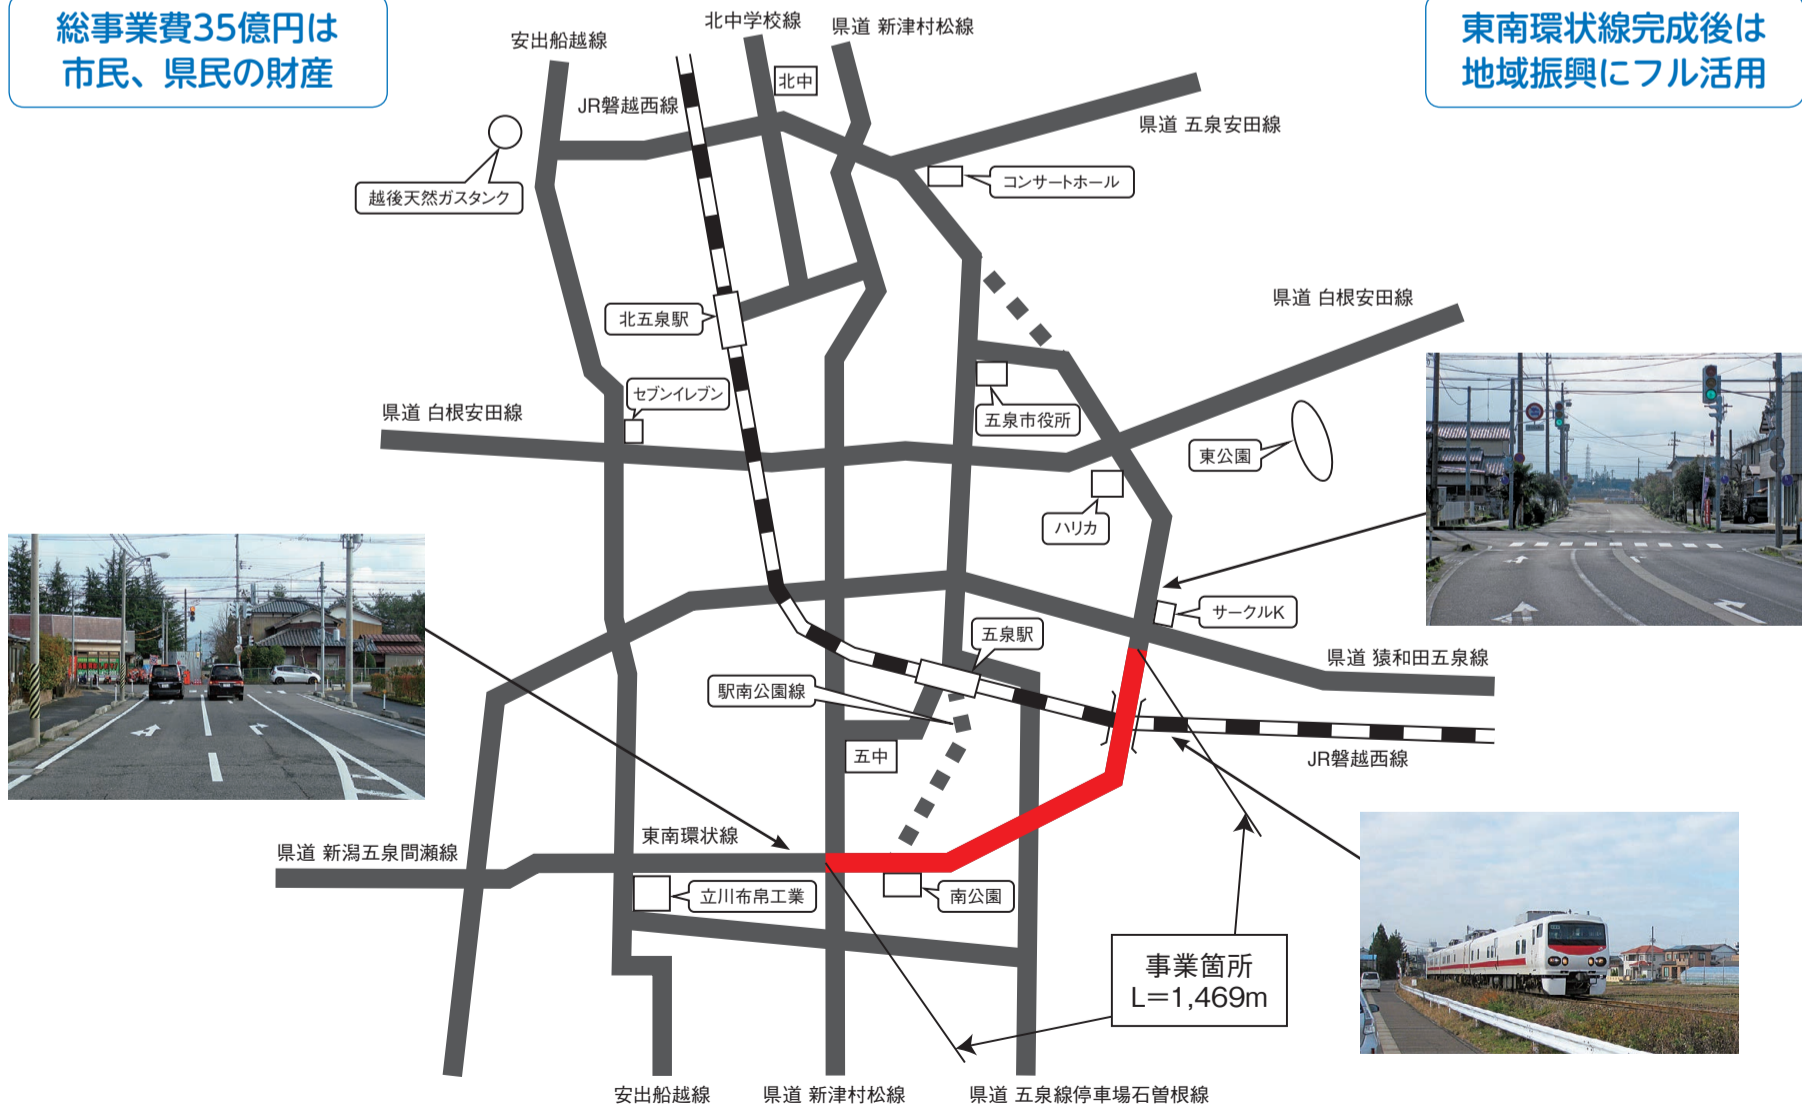 総事業費35億円は
市民、県民の財産
東南環状線完成後は
地域振興にフル活用
北中学校線
県道 新津村松線
安出船越線
北中
JR磐越西線
県道 五泉安田線
越後天然ガスタンク
コンサートホール
県道 白根安田線
北五泉駅
セブンイレブン
県道 白根安田線
五泉市役所
東公園
ハリカ
サークルK
五泉駅
県道 猿和田五泉線
駅南公園線
五中
JR磐越西線
東南環状線
県道 新潟五泉間瀬線
立川布帛工業
南公園
事業箇所
L=1,469m
安出船越線
県道 新津村松線
県道 五泉線停車場石曽根線